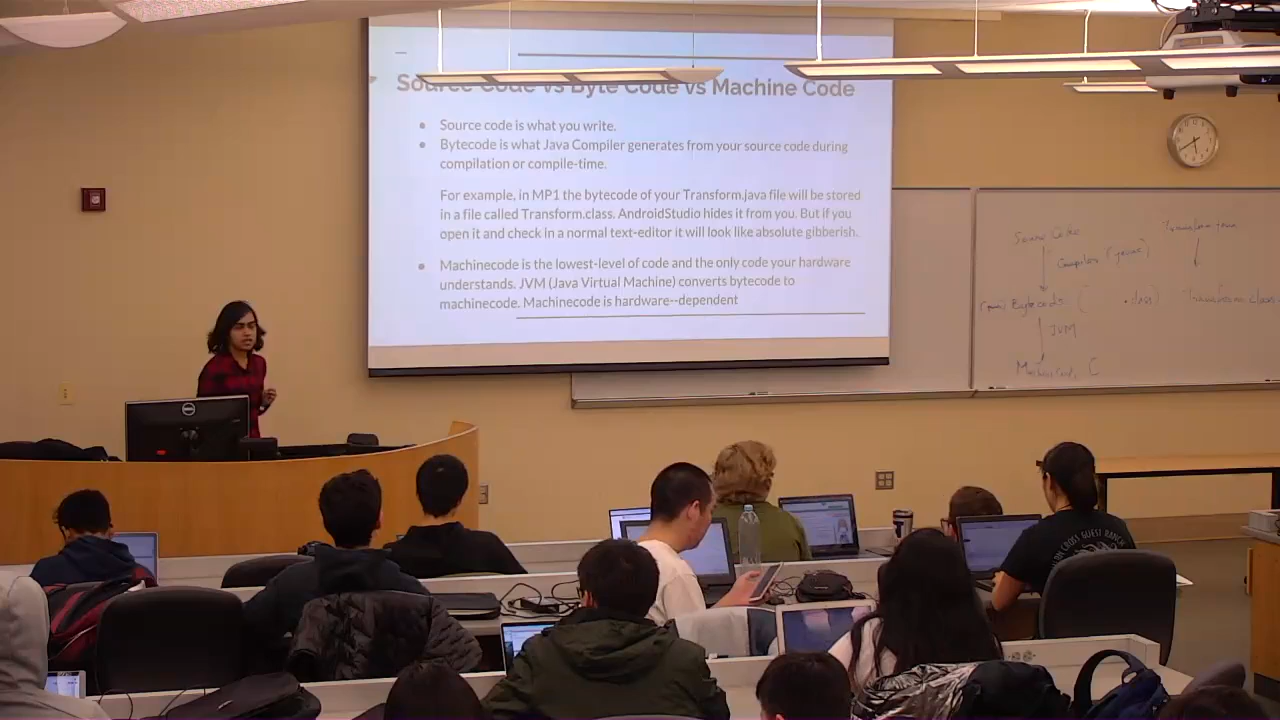 Source Code vs Byte Code vs Machine Code
Source code is what you write.
Bytecode is what Java Compiler generates from your source code during
compilation or compile-time.
For example, in MP1 the bytecode of your Transform.java file will be stored
in a file called Transform.class. AndroidStudio hides it from you. But if you
open it and check in a normal text-editor it will look like absolute gibberish.
Machinecode is the lowest-level of code and the only code your hardware
understands. JVM (Java Virtual Machine) converts bytecode to
machinecode. Machinecode is hardware--dependent
Source Code
Compiler (javac)
Bytecode ( .class) Transform.class
JVM
DELL
CROSS GUEST RANCH